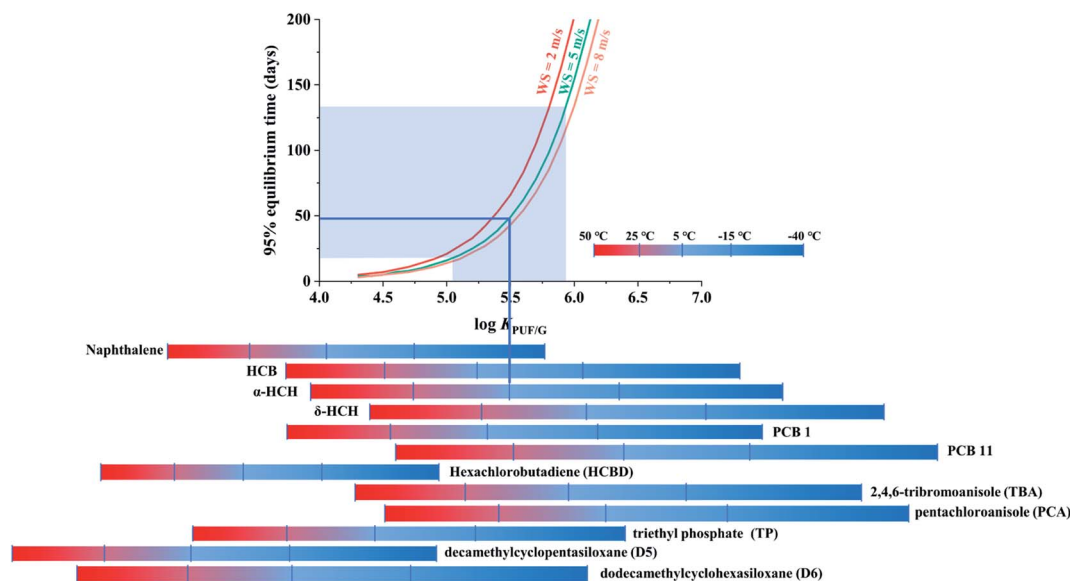 200
150
100
50
0
95% equilibrium time (days)
WS = 2 m/s
WS = 5 m/s
WS = 8 m/s
50 °C 25 °C 5 °C -15 °C -40 °C
4.0 4.5 5.0 5.5 6.0 6.5 7.0
log K PUF/G
Naphthalene
HCB
α-HCH
δ-HCH
PCB 1
PCB 11
Hexachlorobutadiene (HCBD)
2,4,6-tribromoanisole (TBA)
pentachloroanisole (PCA)
triethyl phosphate (TP)
decamethylcyclopentasiloxane (D5)
dodecamethylcyclohexasiloxane (D6)